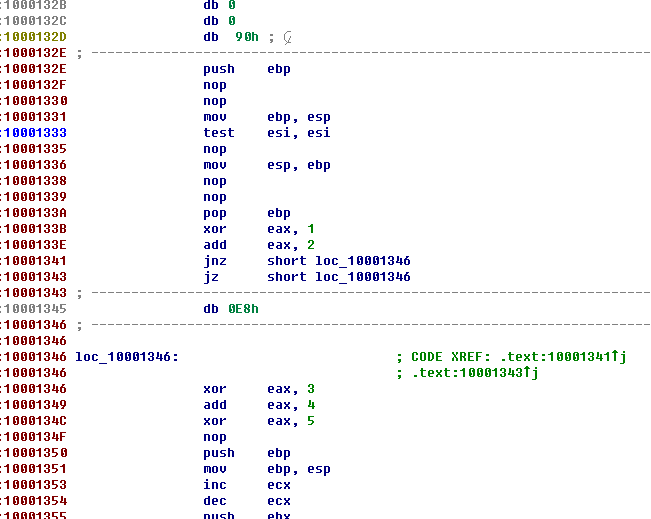 :1000132B db 0
:1000132C db 0
:1000132D db 90h ;
:1000132E ; ---------------------------------------------------------------------------
:1000132E push ebp
:1000132F nop
:10001330 nop
:10001331 mov ebp, esp
:10001333 test esi, esi
:10001335 nop
:10001336 mov esp, ebp
:10001338 nop
:10001339 nop
:1000133A pop ebp
:1000133B xor eax, 1
:1000133E add eax, 2
:10001341 jnz short loc_10001346
:10001343 jz short loc_10001346
:10001343 ; ---------------------------------------------------------------------------
:10001345 db 0E8h
:10001346 ; ---------------------------------------------------------------------------
:10001346
:10001346 loc_10001346: ; CODE XREF: .text:10001341↑j
:10001346 ; .text:10001343↑j
:10001346 xor eax, 3
:10001349 add eax, 4
:1000134C xor eax, 5
:1000134F nop
:10001350 push ebp
:10001351 mov ebp, esp
:10001353 inc ecx
:10001354 dec ecx
:10001355 push ebx